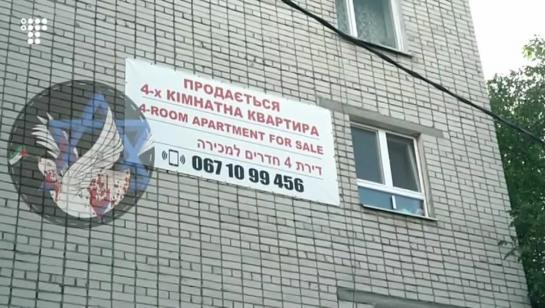 ПРОДАЄТЬСЯ
4-х КІМНАТНА КВАРТИРА
4-ROOM APARTMENT FOR SALE
דירת 4 חדרים למכירה
067 10 99 456